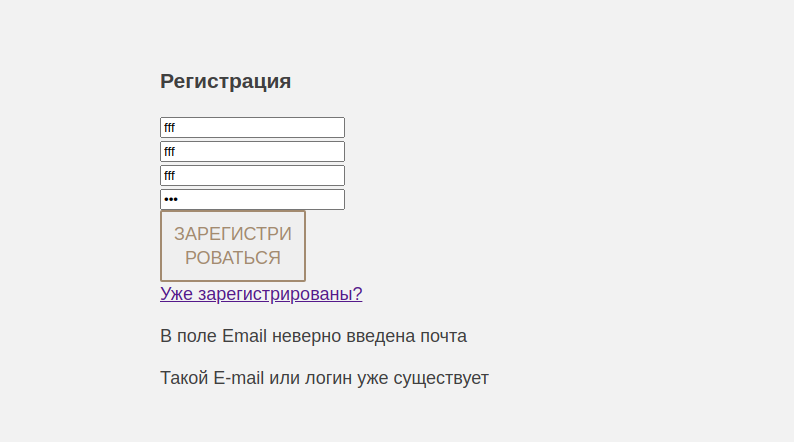 Регистрация
fff
fff
fff
•••
ЗАРЕГИСТРИ
РОВАТЬСЯ
Уже зарегистрированы?
В поле Email неверно введена почта
Такой E-mail или логин уже существует